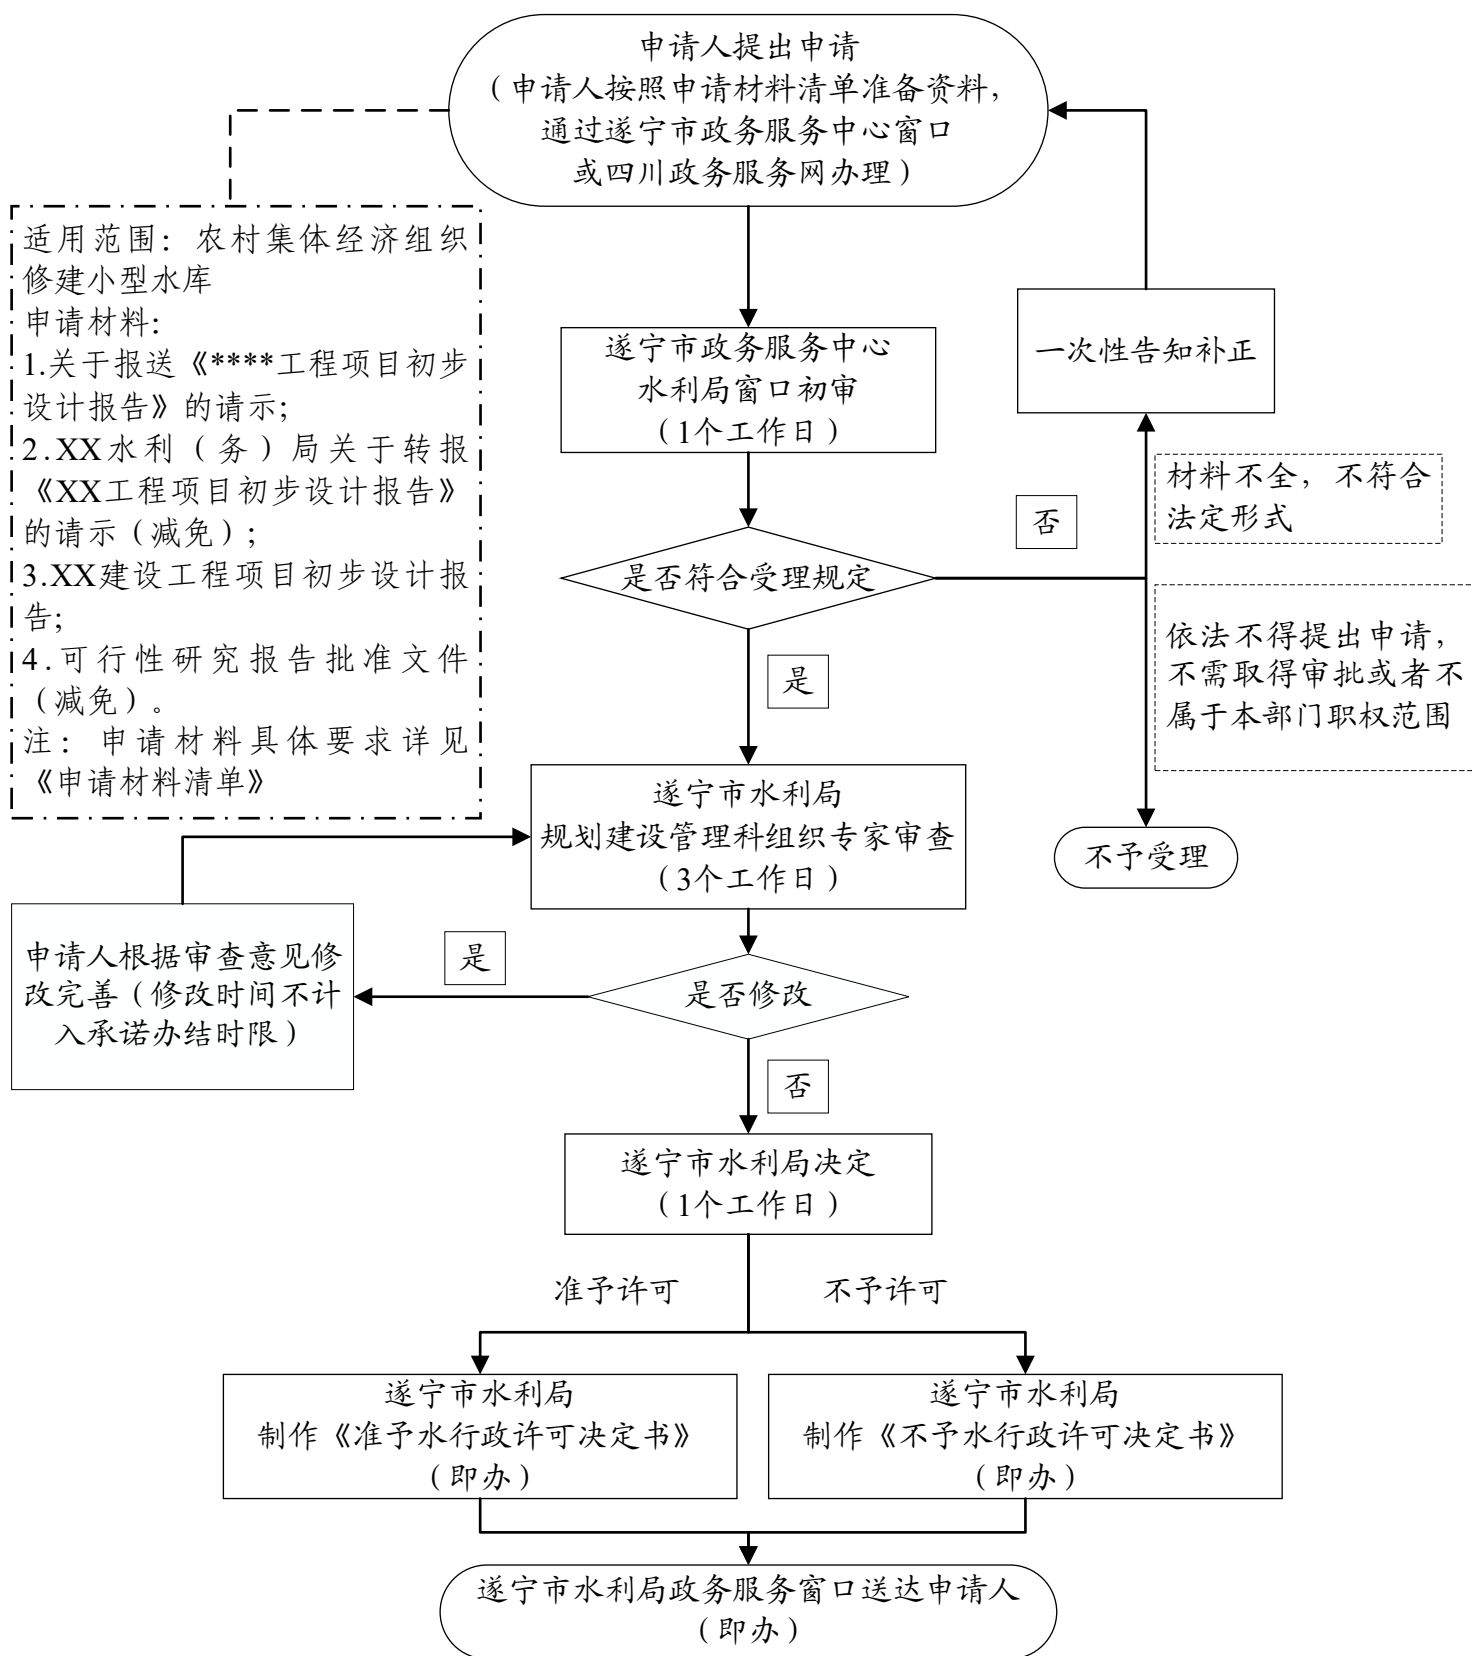 申请人提出申请
（申请人按照申请材料清单准备资料，
通过遂宁市政务服务中心窗口
或四川政务服务网办理）
适用范围：农村集体经济组织
修建小型水库
申请材料：
1.关于报送《****工程项目初步
设计报告》的请示；
2.XX水利（务）局关于转报
《XX工程项目初步设计报告》
的请示（减免）；
3.XX建设工程项目初步设计报
告；
4.可行性研究报告批准文件
（减免）。
注：申请材料具体要求详见
《申请材料清单》
遂宁市政务服务中心
水利局窗口初审
（1个工作日）
一次性告知补正
否
材料不全，不符合
法定形式
是否符合受理规定
是
依法不得提出申请，
不需取得审批或者不
属于本部门职权范围
遂宁市水利局
规划建设管理科组织专家审查
（3个工作日）
不予受理
申请人根据审查意见修
改完善（修改时间不计
入承诺办结时限）
是
是否修改
否
遂宁市水利局决定
（1个工作日）
准予许可
不予许可
遂宁市水利局
制作《准予水行政许可决定书》
（即办）
遂宁市水利局
制作《不予水行政许可决定书》
（即办）
遂宁市水利局政务服务窗口送达申请人
（即办）